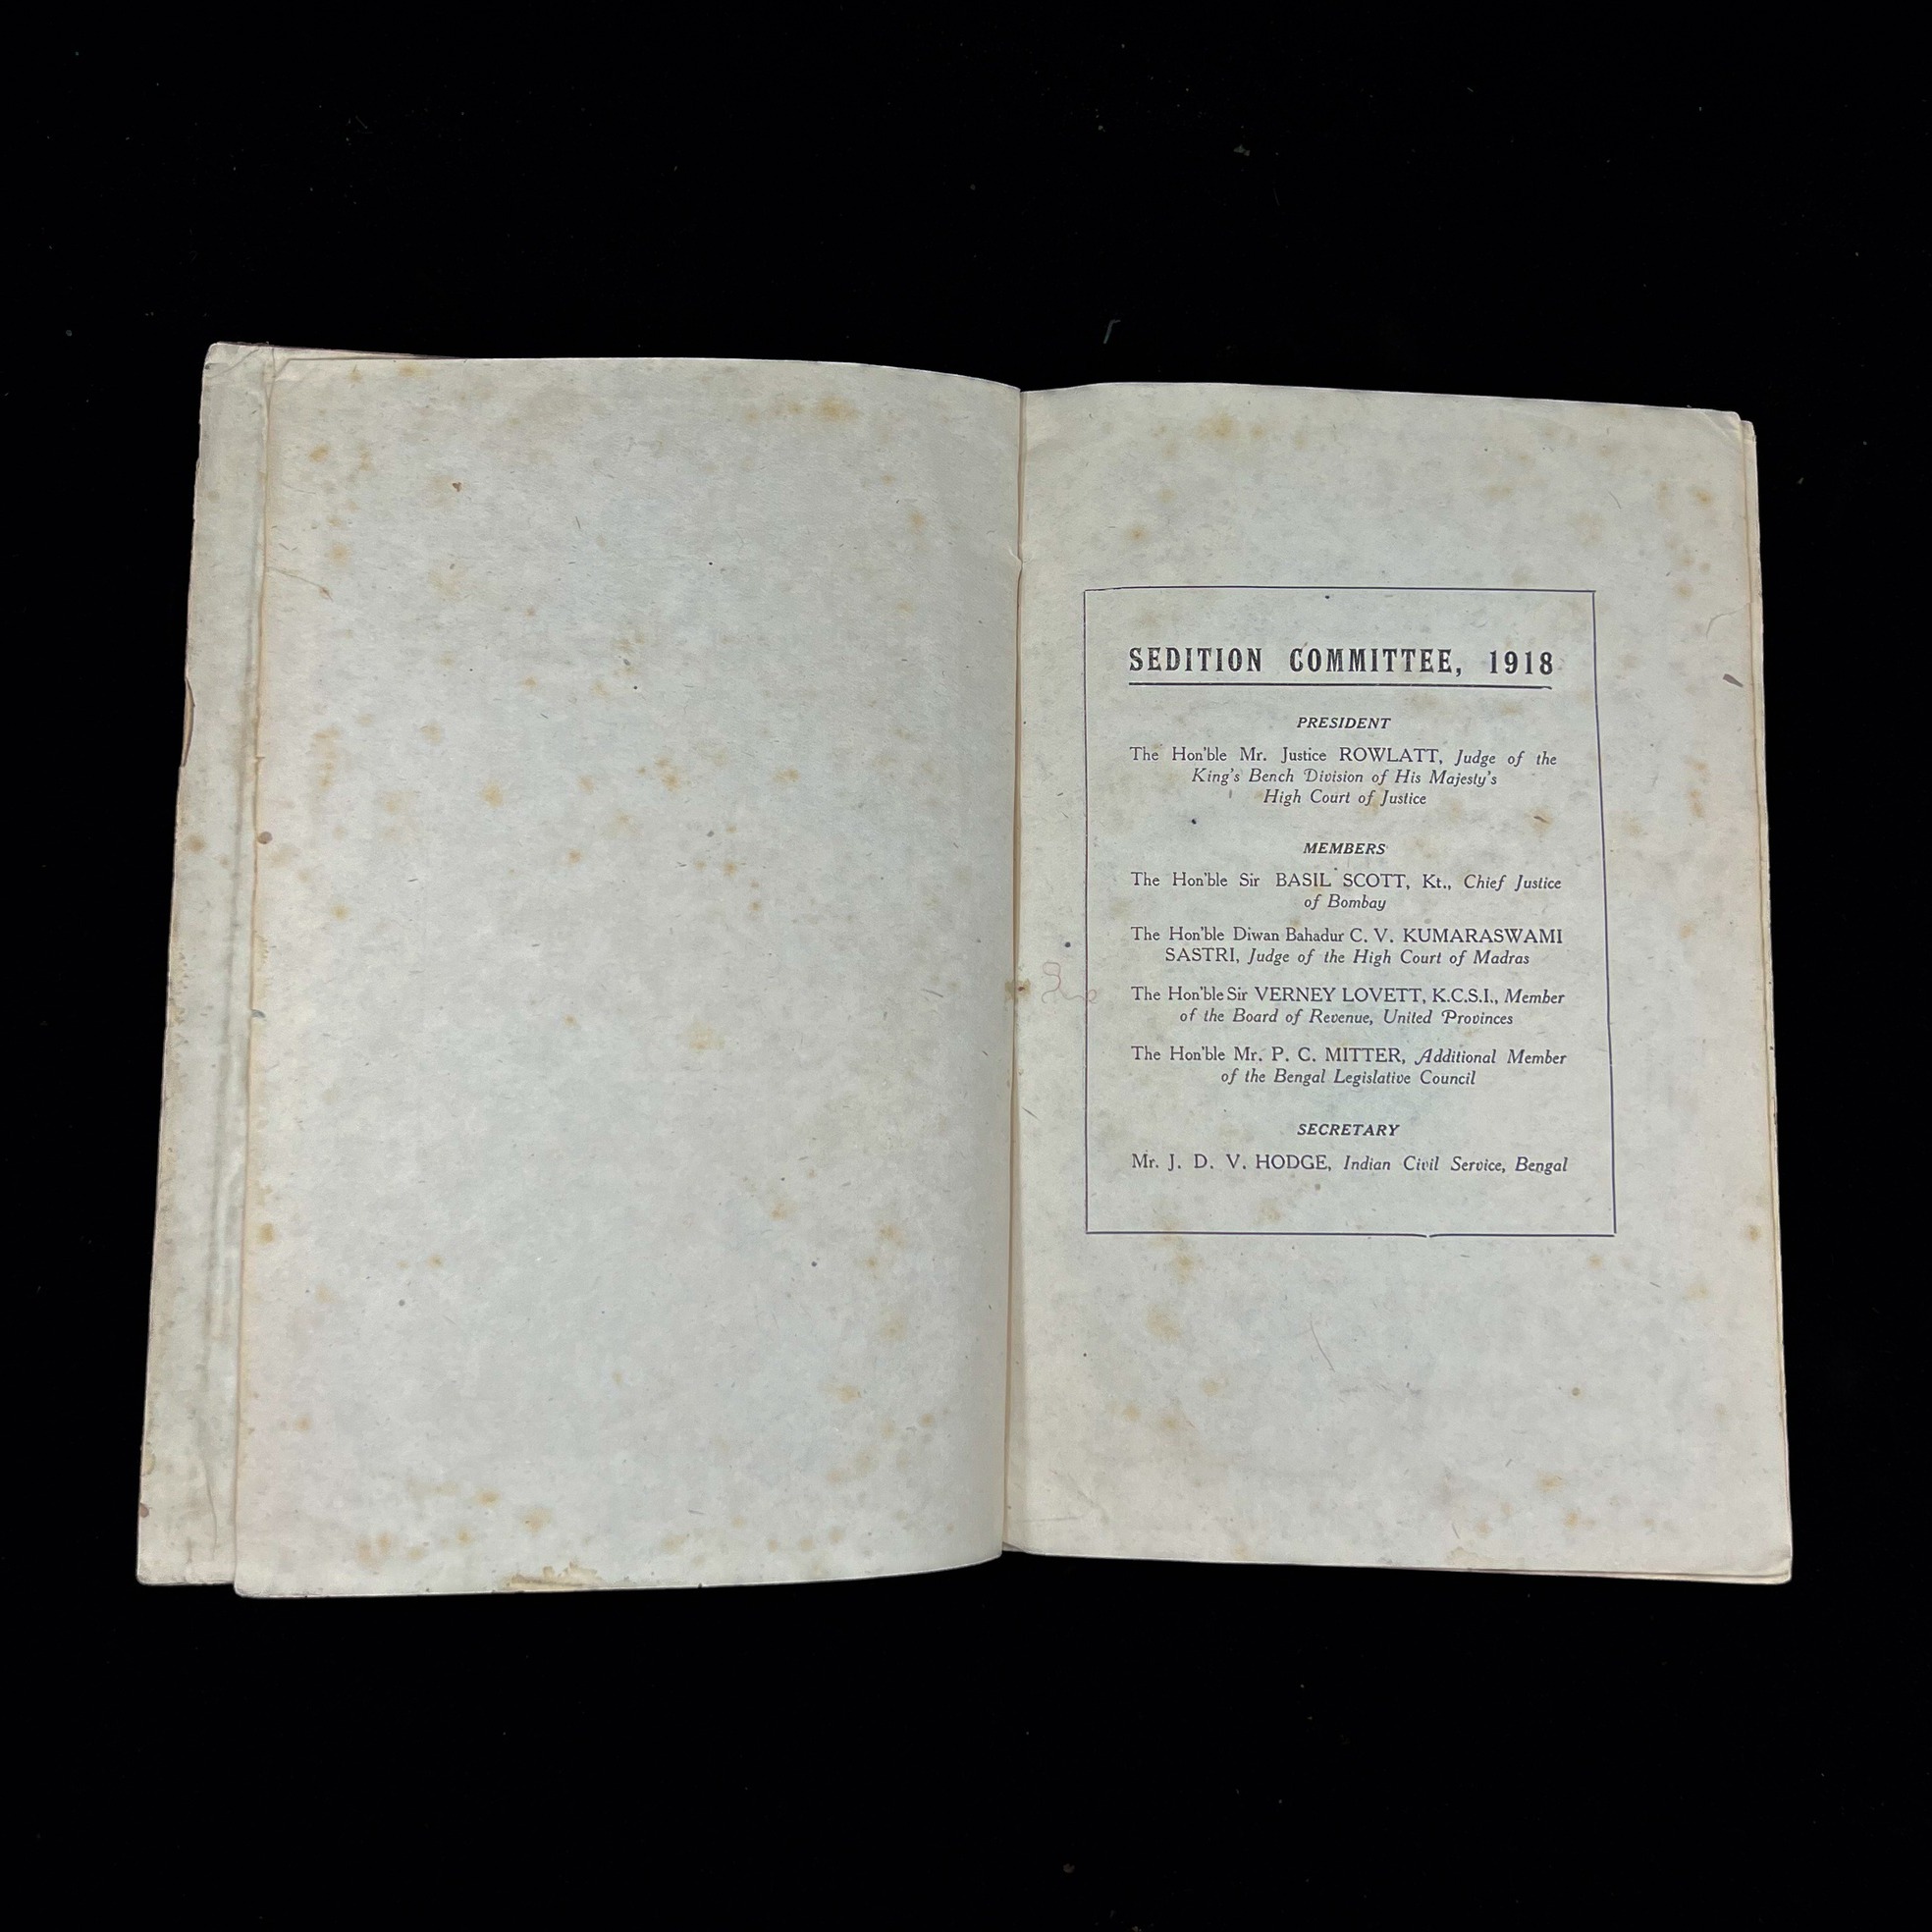 SEDITION COMMITTEE, 1918
PRESIDENT
The Hon'ble Mr. Justice ROWLATT, Judge of the
King's Bench Division of His Majesty's
High Court of Justice
MEMBERS
The Hon'ble Sir BASIL SCOTT, Kt., Chief Justice
of Bombay
The Hon'ble Diwan Bahadur C. V. KUMARASWAMI
SASTRI, Judge of the High Court of Madras
The Hon'ble Sir VERNEY LOVETT, K.C.S.I., Member
of the Board of Revenue, United Provinces
The Hon'ble Mr. P. C. MITTER, Additional Member
of the Bengal Legislative Council
SECRETARY
Mr. J. D. V. HODGE, Indian Civil Service, Bengal